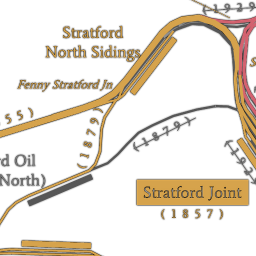 Stratford
North Sidings
Fenny Stratford Jn
(1879)
(1879)
Oil
North)
Stratford Joint
(1857)